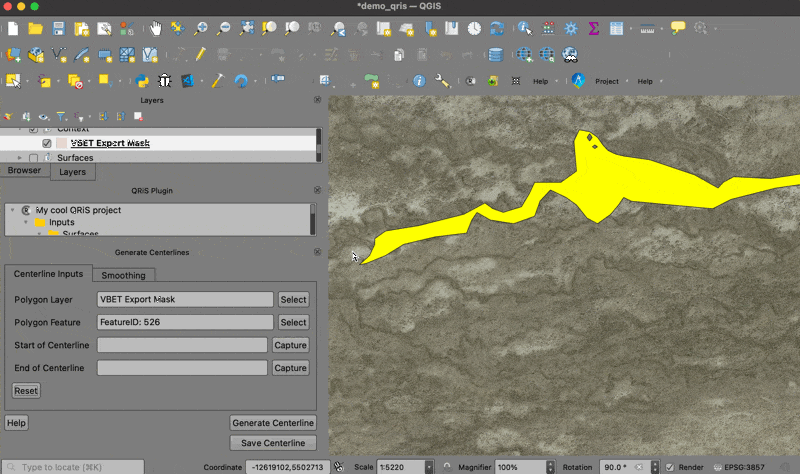 *demo_qris — QGIS
Help
Project
Help
Layers
Context
VBET Export Mask
Surfaces
Browser
Layers
QRiS Plugin
My cool QRiS project
Inputs
Surfaces
Generate Centerlines
Centerline Inputs
Smoothing
Polygon Layer
VBET Export Mask
Select
Polygon Feature
FeatureID: 526
Select
Start of Centerline
Capture
End of Centerline
Capture
Reset
Help
Generate Centerline
Save Centerline
Type to locate (⌘K)
Coordinate
-12619102,5502713
Scale
1:5220
Magnifier
100%
Rotation
90.0 °
Render
EPSG:3857